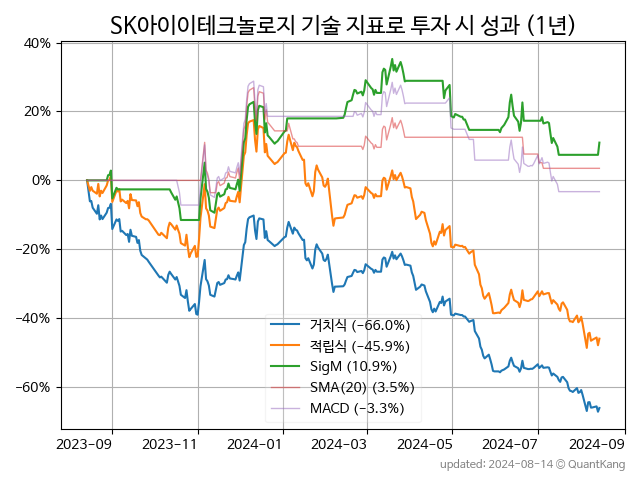 SK아이이테크놀로지 기술 지표로 투자 시 성과 (1년)
40%
20%
0%
−20%
−40%
−60%
거치식 (−66.0%)
적립식 (−45.9%)
SigM (10.9%)
SMA(20) (3.5%)
MACD (−3.3%)
2023-09 2023-11 2024-01 2024-03 2024-05 2024-07 2024-09
updated: 2024-08-14 © QuantKang